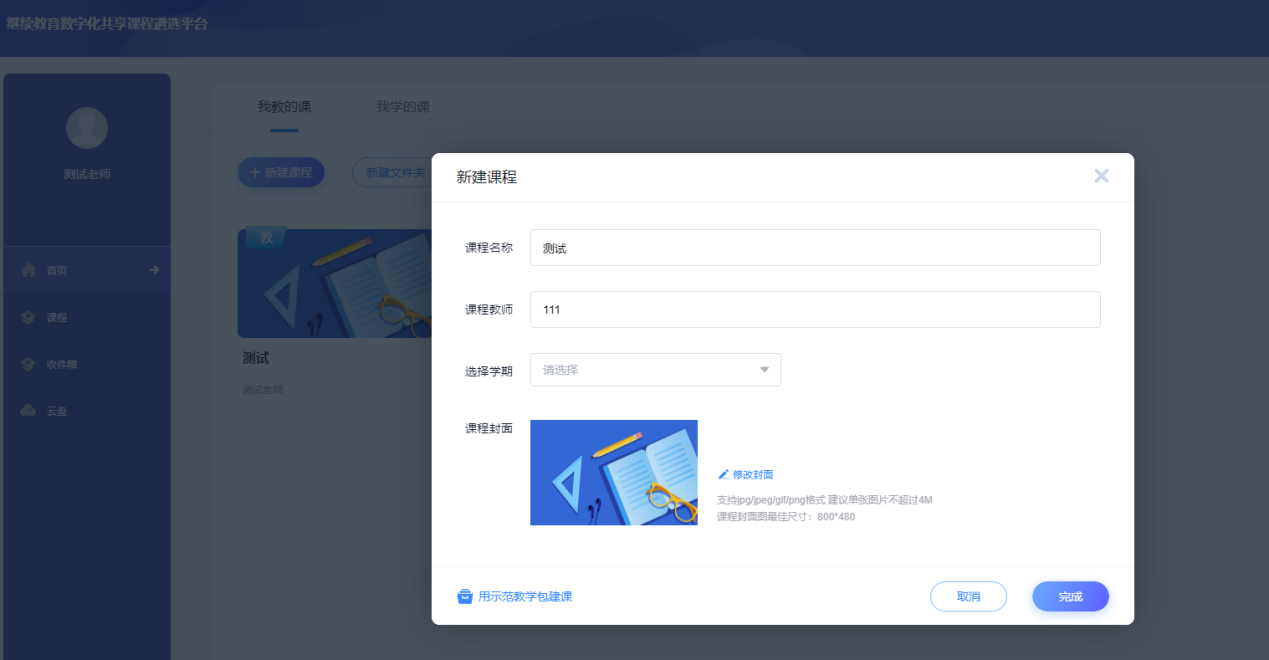 继续教育数字化共享课程遴选平台
测试老师
首页
课程
收件箱
云盘
我教的课
我学的课
+ 新建课程
新建文件夹
教
测试
测试老师
新建课程
课程名称
测试
课程教师
111
选择学期
请选择
课程封面
修改封面
支持jpg/jpeg/gif/png格式 建议单张图片不超过4M
课程封面图最佳尺寸：800*480
用示范教学包建课
取消
完成